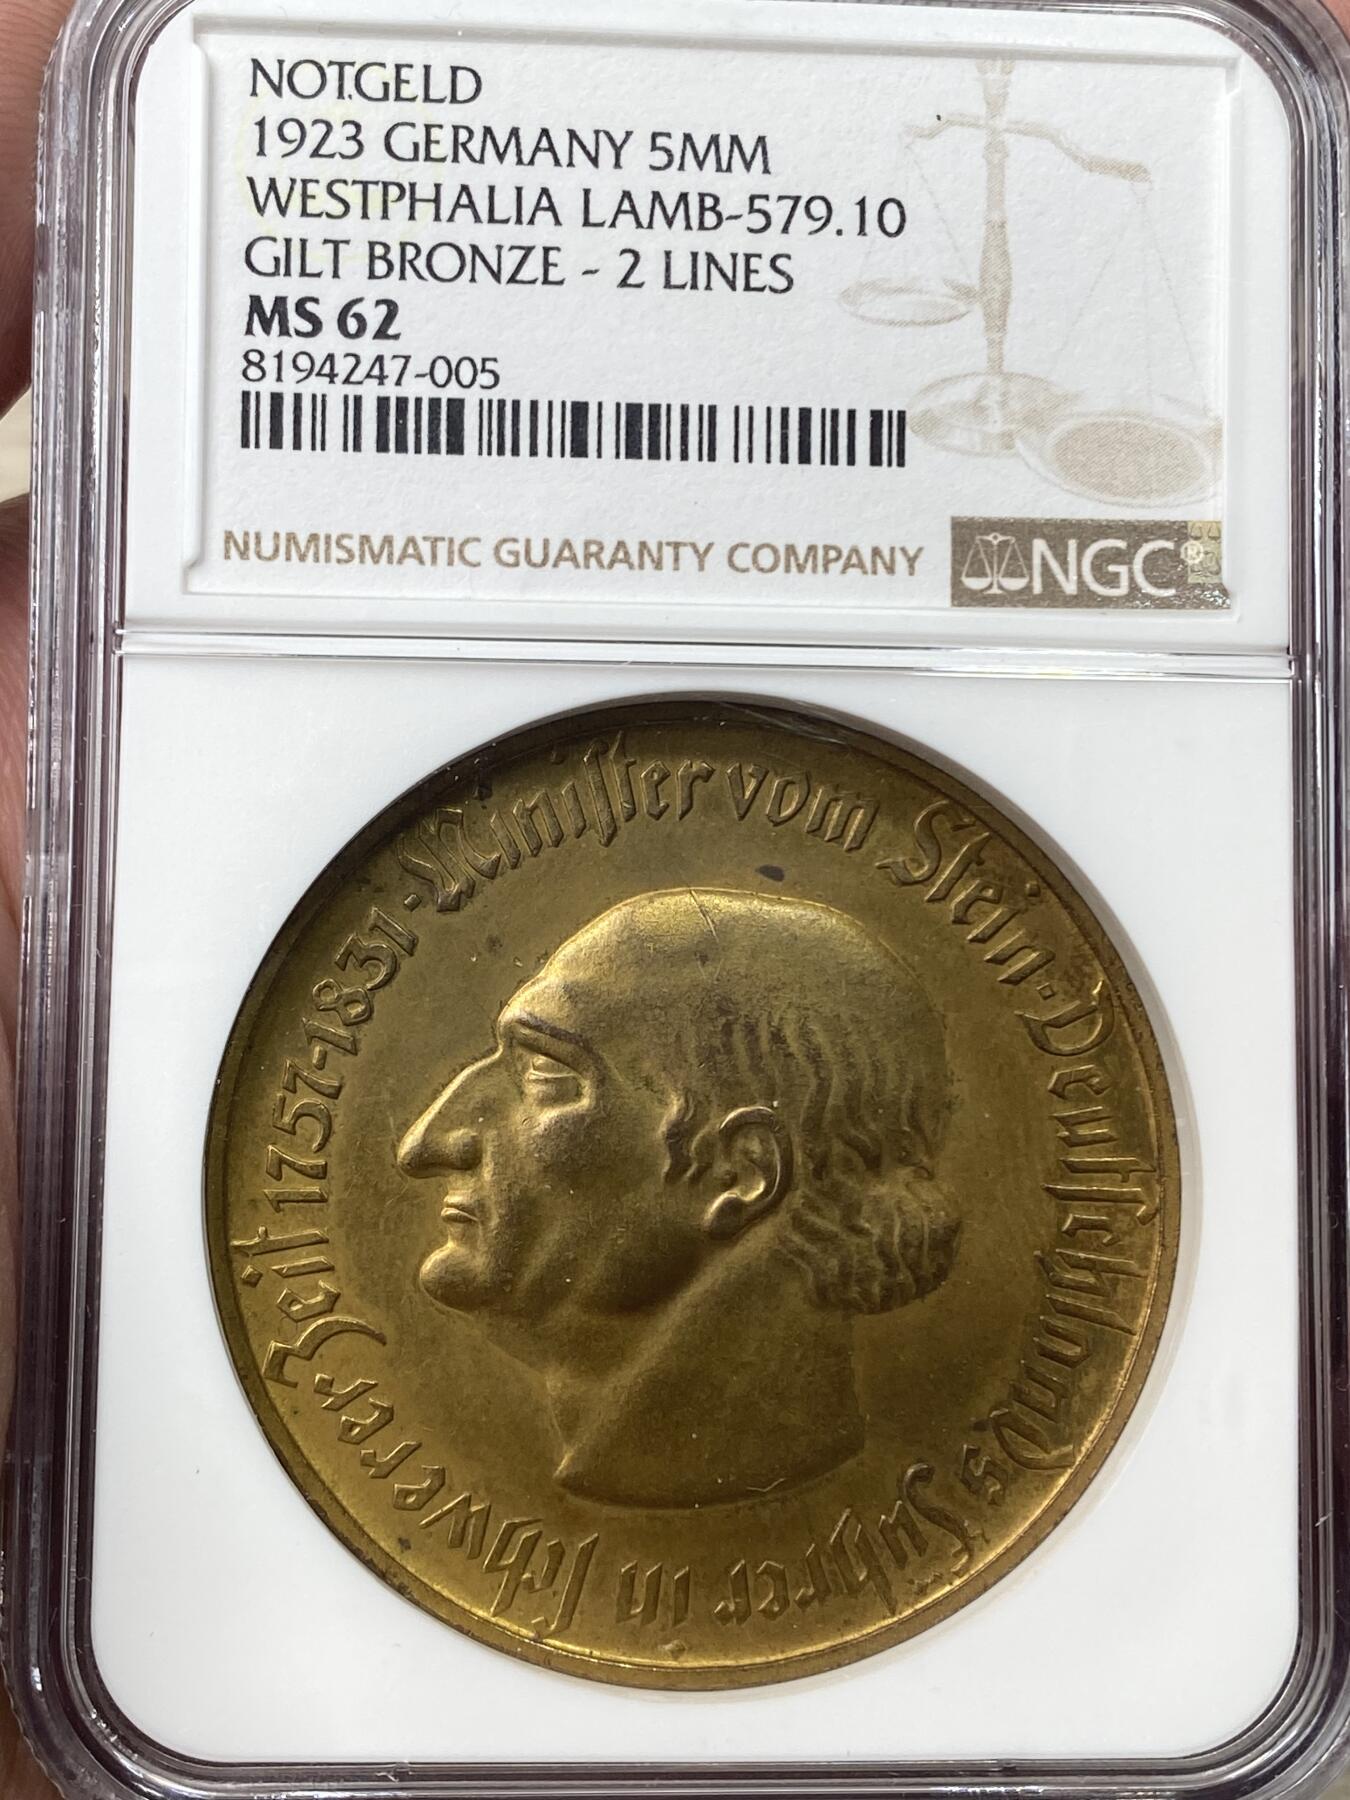 NOTGELD
1923 GERMANY 5MM
WESTPHALIA LAMB-579.10
GILT BRONZE - 2 LINES
MS 62
8194247-005
NUMISMATIC GUARANTY COMPANY
NGC®
Minister vom Stein · Deutschlands Führer in schwerer Zeit 1757-1831 ·